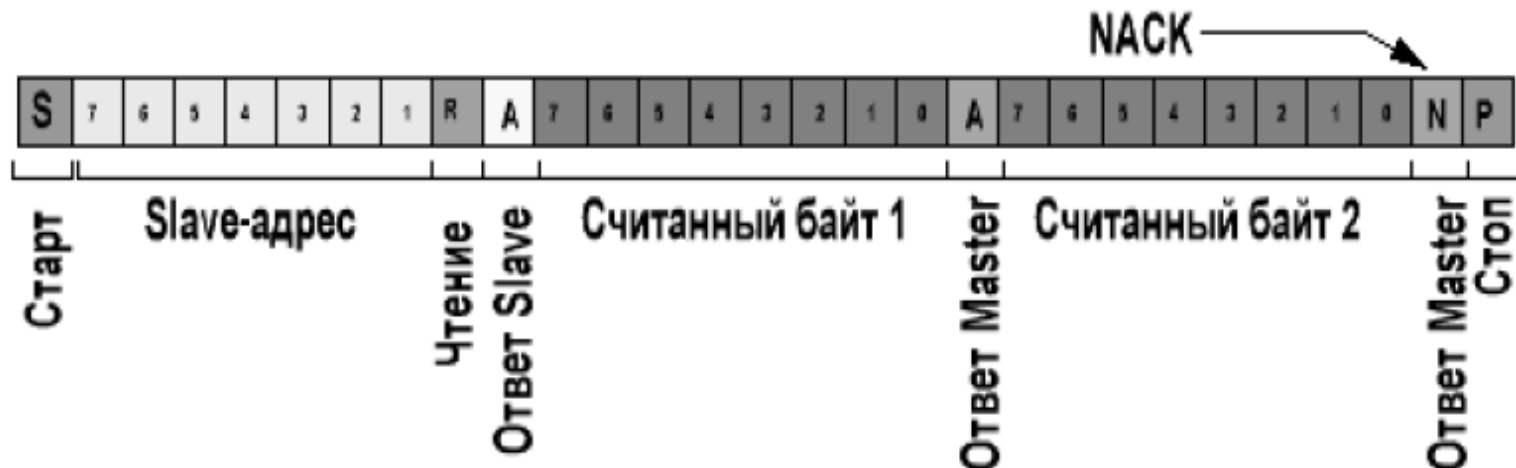 NACK
S 7 6 5 4 3 2 1 R A 7 6 5 4 3 2 1 0 A 7 6 5 4 3 2 1 0 N P
Старт
Slave-адрес
Чтение
Ответ Slave
Считанный байт 1
Ответ Master
Считанный байт 2
Ответ Master
Стоп